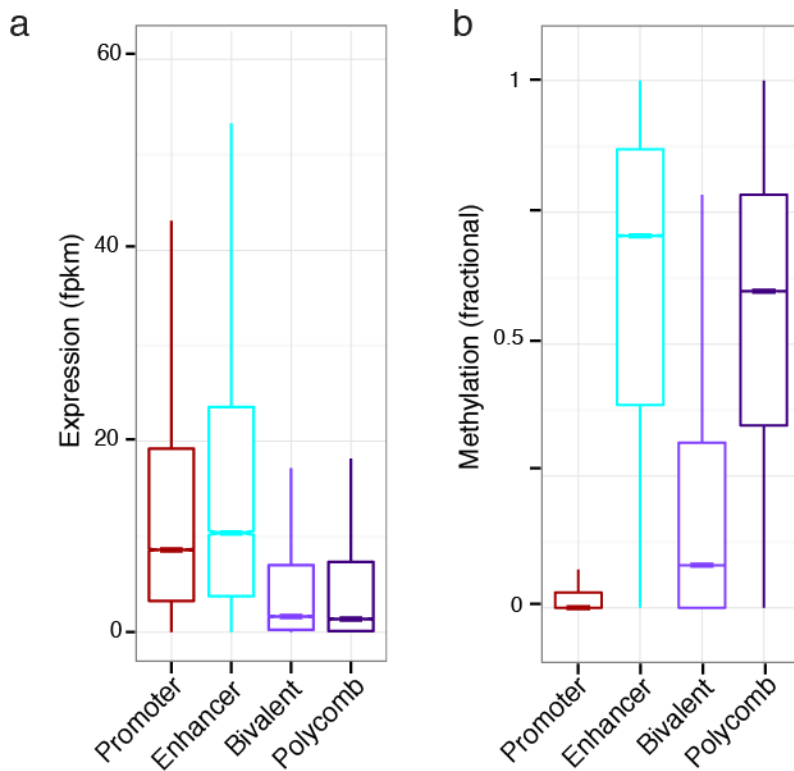 a
Expression (fpkm)
60
40
20
0
Promoter
Enhancer
Bivalent
Polycomb
b
Methylation (fractional)
1
0.5
0
Promoter
Enhancer
Bivalent
Polycomb